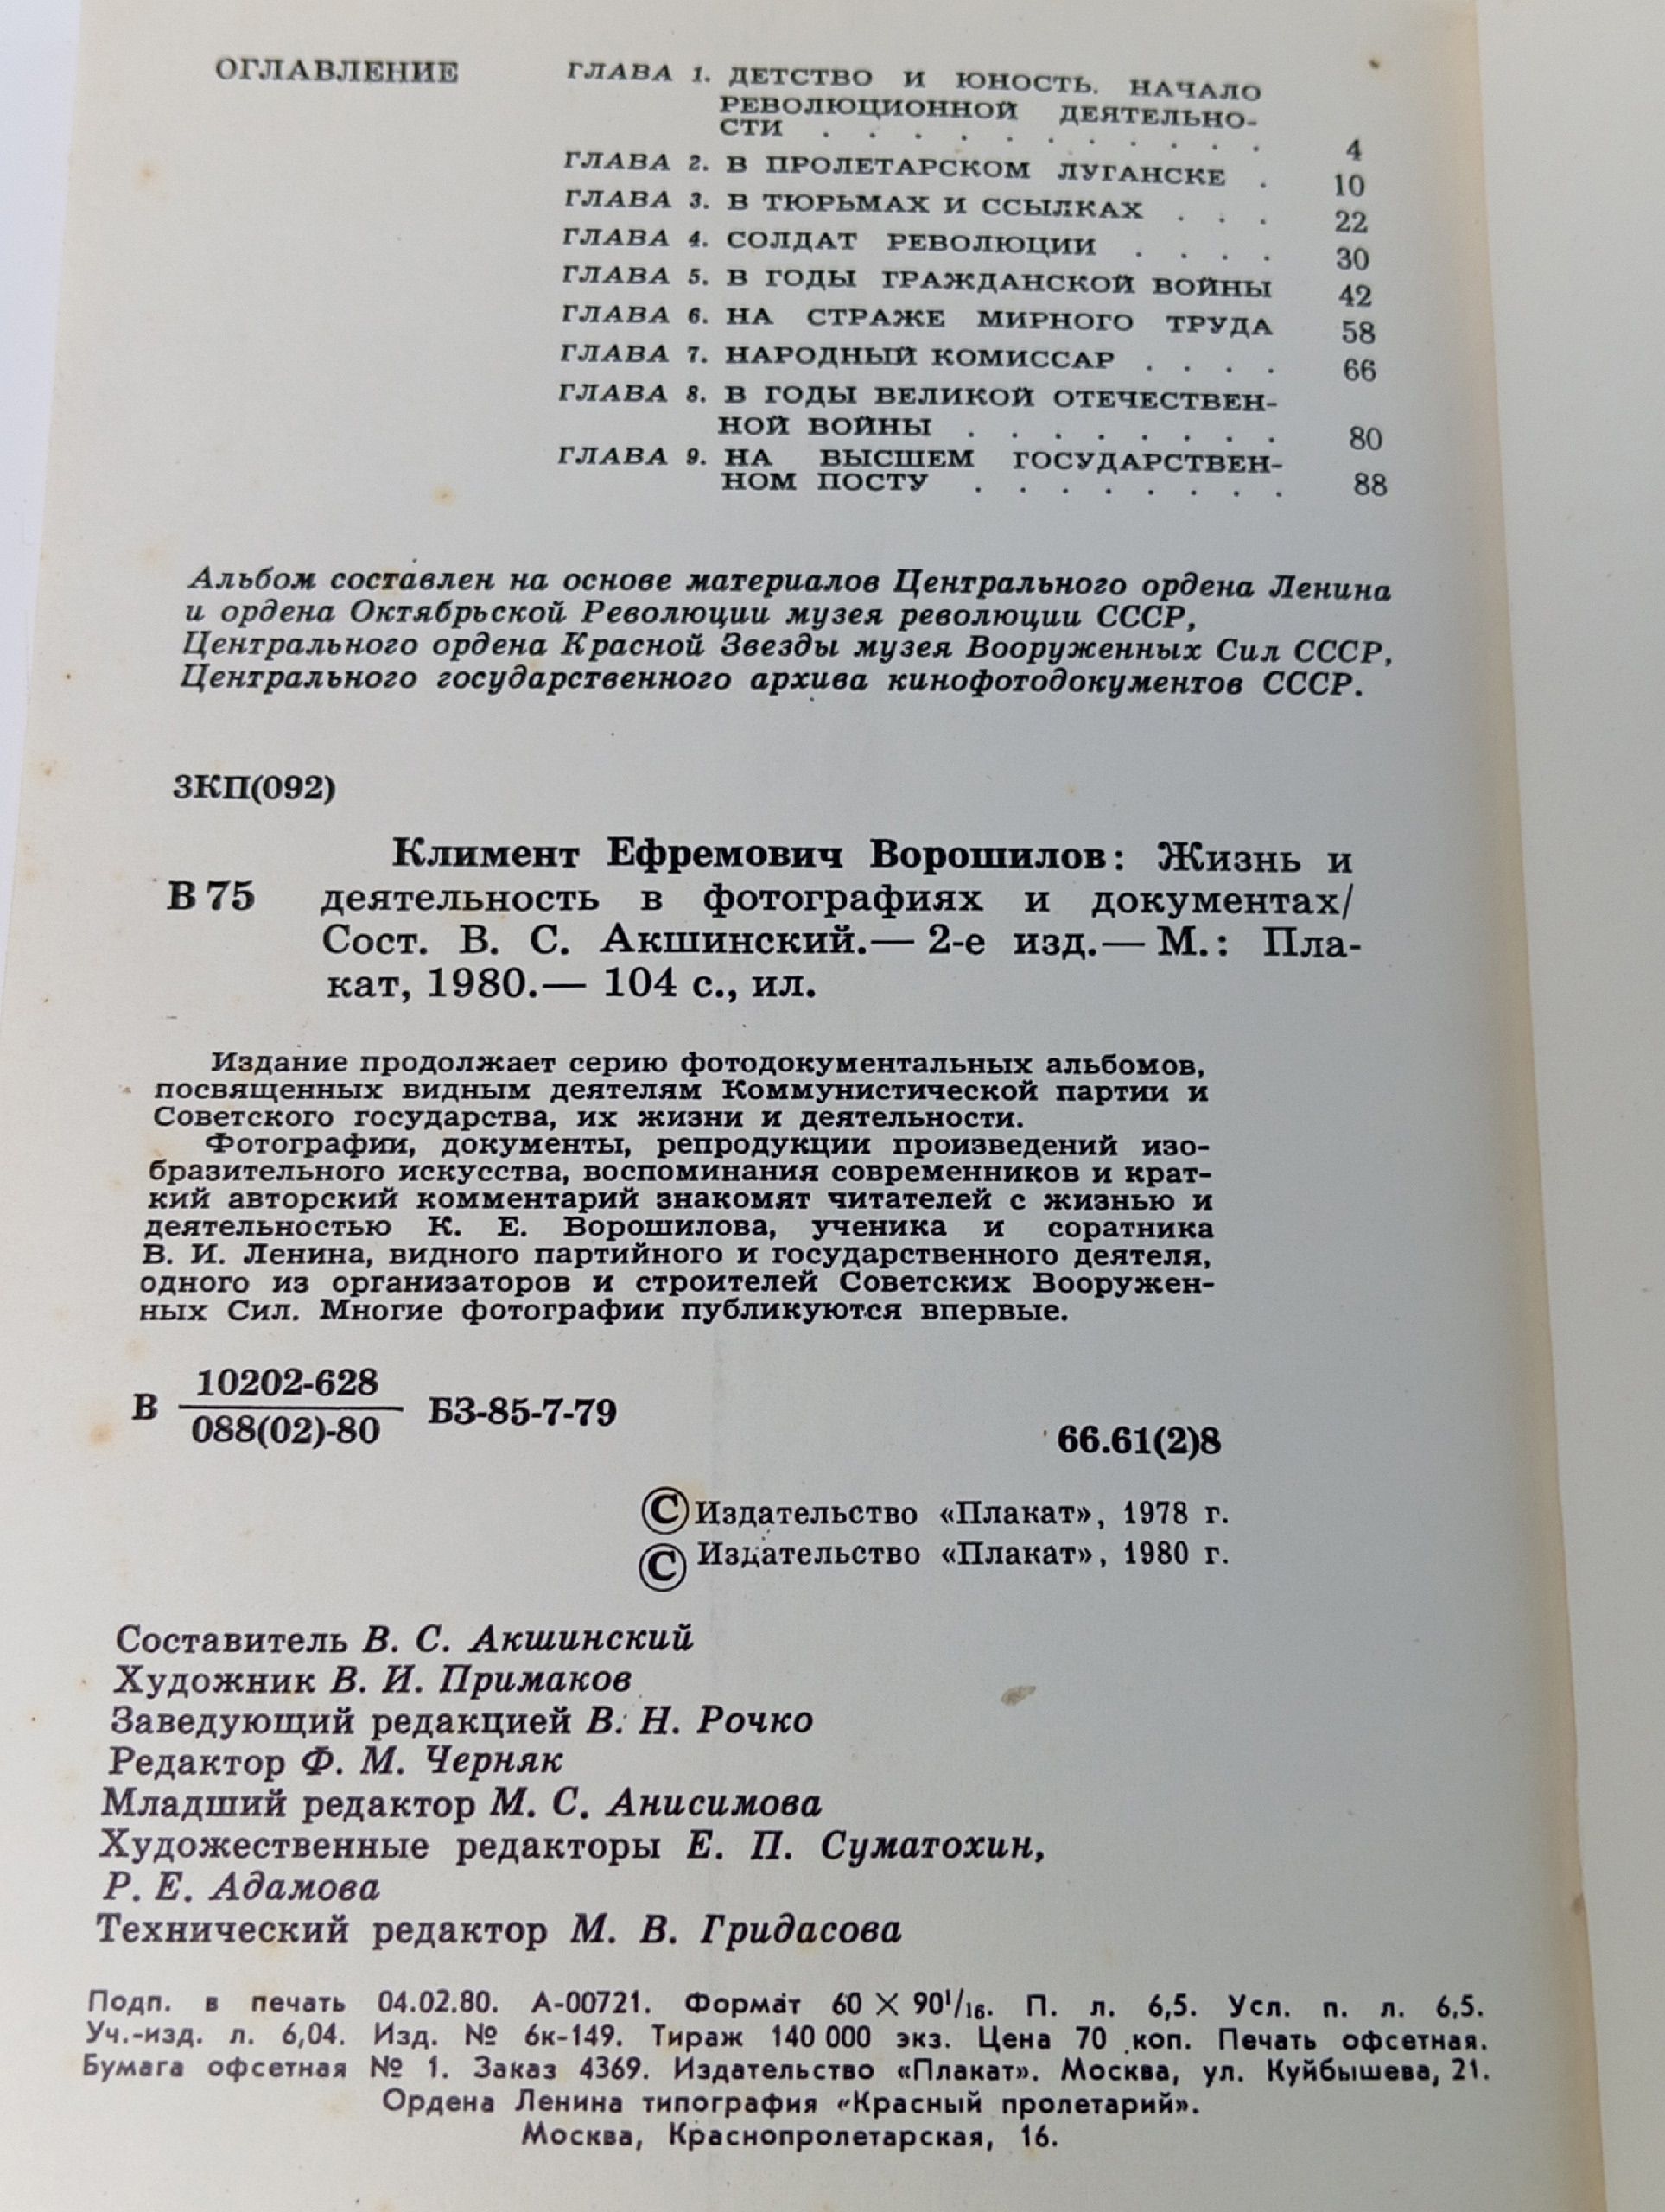 ОГЛАВЛЕНИЕ
ГЛАВА 1. ДЕТСТВО И ЮНОСТЬ. НАЧАЛО
РЕВОЛЮЦИОННОЙ ДЕЯТЕЛЬНО-
СТИ . . . . . . . . . . . 4
ГЛАВА 2. В ПРОЛЕТАРСКОМ ЛУГАНСКЕ . 10
ГЛАВА 3. В ТЮРЬМАХ И ССЫЛКАХ . . . 22
ГЛАВА 4. СОЛДАТ РЕВОЛЮЦИИ . . . . 30
ГЛАВА 5. В ГОДЫ ГРАЖДАНСКОЙ ВОЙНЫ 42
ГЛАВА 6. НА СТРАЖЕ МИРНОГО ТРУДА 58
ГЛАВА 7. НАРОДНЫЙ КОМИССАР . . . . 66
ГЛАВА 8. В ГОДЫ ВЕЛИКОЙ ОТЕЧЕСТВЕН-
НОЙ ВОЙНЫ . . . . . . . . 80
ГЛАВА 9. НА ВЫСШЕМ ГОСУДАРСТВЕН-
НОМ ПОСТУ . . . . . . . . 88
Альбом составлен на основе материалов Центрального ордена Ленина
и ордена Октябрьской Революции музея революции СССР,
Центрального ордена Красной Звезды музея Вооруженных Сил СССР,
Центрального государственного архива кинофотодокументов СССР.
3КП(092)
Климент Ефремович Ворошилов: Жизнь и
В 75 деятельность в фотографиях и документах/
Сост. В. С. Акшинский.— 2-е изд.— М.: Пла-
кат, 1980.— 104 с., ил.
Издание продолжает серию фотодокументальных альбомов,
посвященных видным деятелям Коммунистической партии и
Советского государства, их жизни и деятельности.
Фотографии, документы, репродукции произведений изо-
бразительного искусства, воспоминания современников и крат-
кий авторский комментарий знакомят читателей с жизнью и
деятельностью К. Е. Ворошилова, ученика и соратника
В. И. Ленина, видного партийного и государственного деятеля,
одного из организаторов и строителей Советских Вооружен-
ных Сил. Многие фотографии публикуются впервые.
10202-628
В БЗ-85-7-79
088(02)-80
66.61(2)8
© Издательство «Плакат», 1978 г.
© Издательство «Плакат», 1980 г.
Составитель В. С. Акшинский
Художник В. И. Примаков
Заведующий редакцией В. Н. Рочко
Редактор Ф. М. Черняк
Младший редактор М. С. Анисимова
Художественные редакторы Е. П. Суматохин,
Р. Е. Адамова
Технический редактор М. В. Гридасова
Подп. в печать 04.02.80. А-00721. Формат 60 × 90¹/₁₆. П. л. 6,5. Усл. п. л. 6,5.
Уч.-изд. л. 6,04. Изд. № 6к-149. Тираж 140 000 экз. Цена 70 коп. Печать офсетная.
Бумага офсетная № 1. Заказ 4369. Издательство «Плакат». Москва, ул. Куйбышева, 21.
Ордена Ленина типография «Красный пролетарий».
Москва, Краснопролетарская, 16.